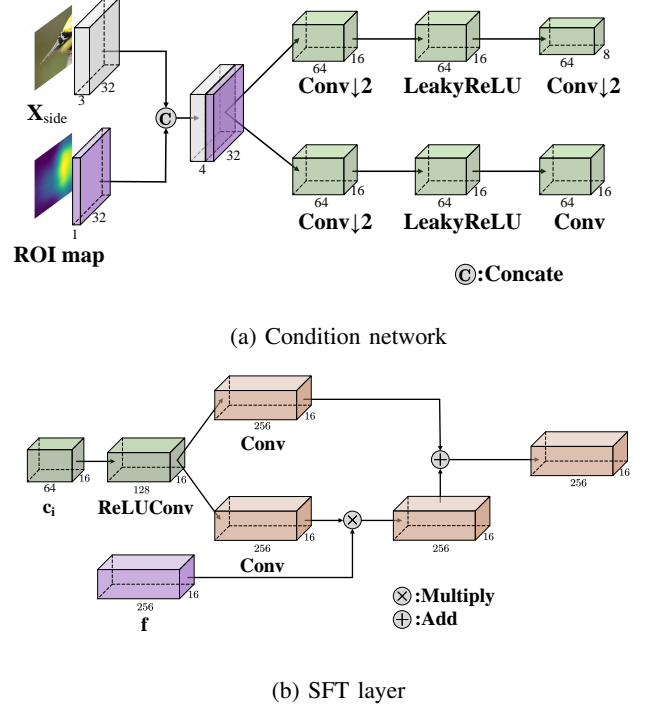 64 16 64 16 64 8
Conv↓2 LeakyReLU Conv↓2
3 32
X_side
C
4 32
1 32
ROI map
64 16 64 16 64 16
Conv↓2 LeakyReLU Conv
C:Concate
(a) Condition network
256 16
Conv
64 16
c_i
128 16
ReLUConv
256 16
Conv
256 16
256 16
256 16
f
⊗:Multiply
⊕:Add
(b) SFT layer